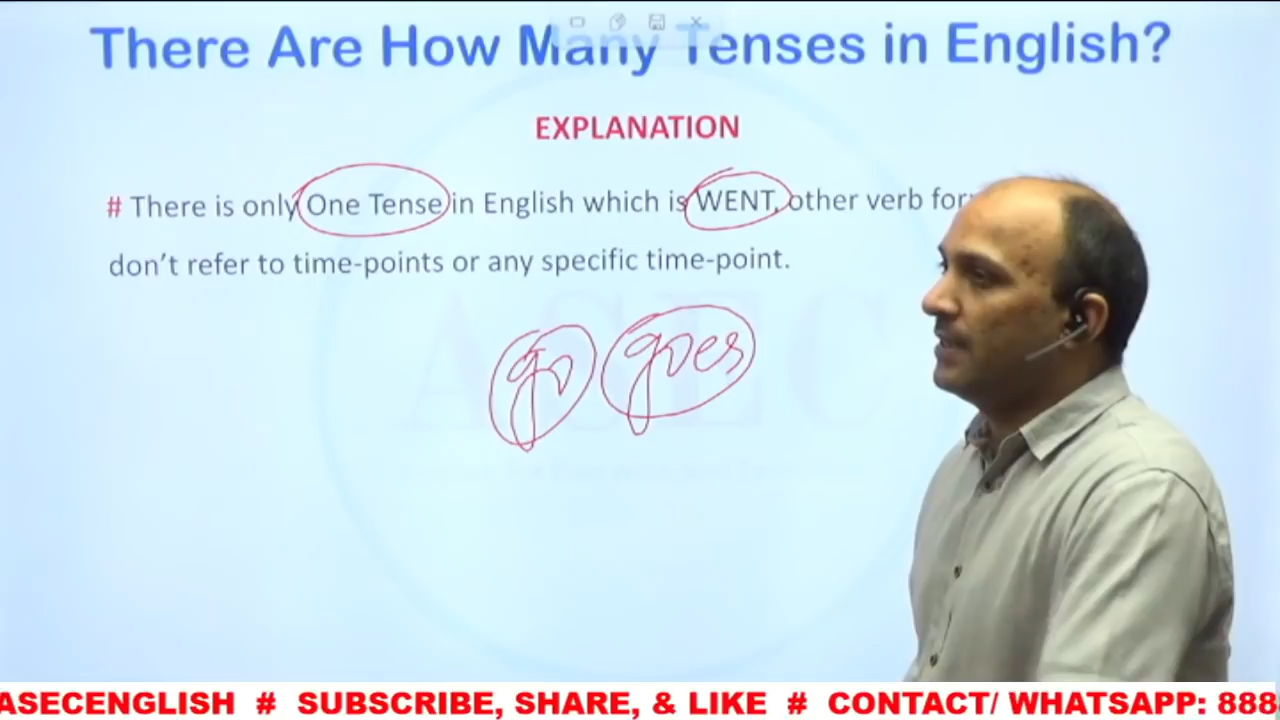 There Are How Many Tenses in English?
EXPLANATION
# There is only One Tense in English which is WENT, other verb
don't refer to time-points or any specific time-point.
go goes
ASEC
ASECENGLISH # SUBSCRIBE, SHARE, & LIKE # CONTACT/ WHATSAPP: 888